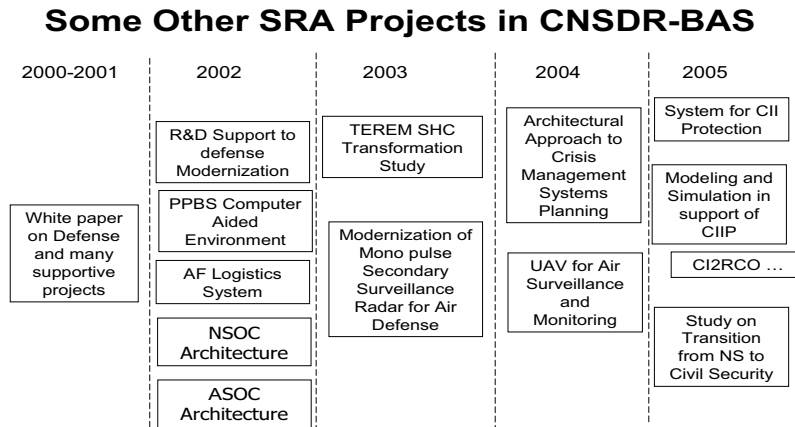 Some Other SRA Projects in CNSDR-BAS
2000-2001
2002
2003
2004
2005
White paper
on Defense
and many
supportive
projects
R&D Support to
defense
Modernization
PPBS Computer
Aided
Environment
AF Logistics
System
NSOC
Architecture
ASOC
Architecture
TEREM SHC
Transformation
Study
Modernization of
Mono pulse
Secondary
Surveillance
Radar for Air
Defense
Architectural
Approach to
Crisis
Management
Systems
Planning
UAV for Air
Surveillance
and
Monitoring
System for CII
Protection
Modeling and
Simulation in
support of
CIIP
CI2RCO ...
Study on
Transition
from NS to
Civil Security